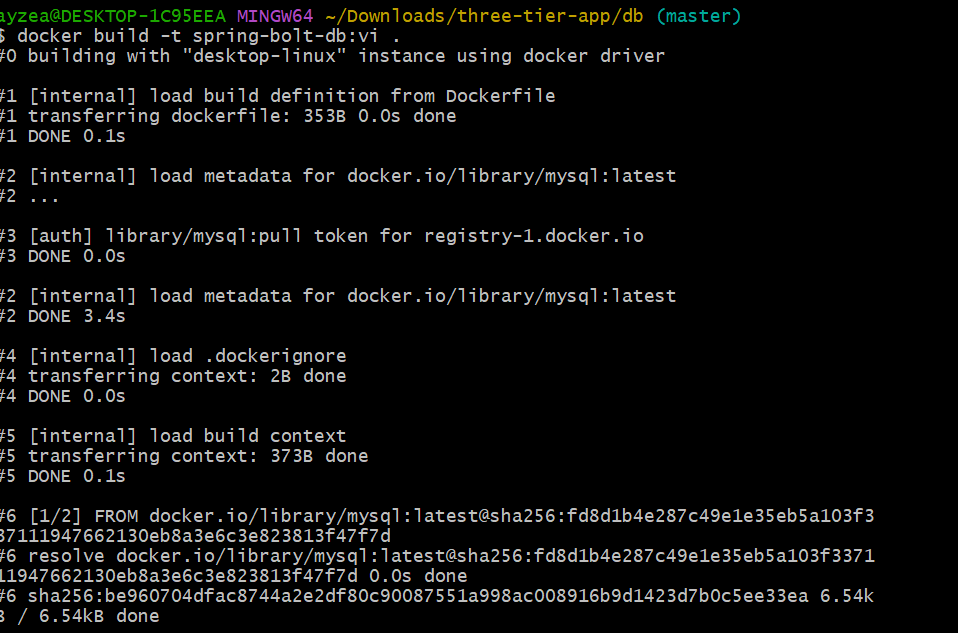 ayzea@DESKTOP-1C95EEA MINGW64 ~/Downloads/three-tier-app/db (master)
$ docker build -t spring-bolt-db:vi .
#0 building with "desktop-linux" instance using docker driver
#1 [internal] load build definition from Dockerfile
#1 transferring dockerfile: 353B 0.0s done
#1 DONE 0.1s
#2 [internal] load metadata for docker.io/library/mysql:latest
#2 ...
#3 [auth] library/mysql:pull token for registry-1.docker.io
#3 DONE 0.0s
#2 [internal] load metadata for docker.io/library/mysql:latest
#2 DONE 3.4s
#4 [internal] load .dockerignore
#4 transferring context: 2B done
#4 DONE 0.0s
#5 [internal] load build context
#5 transferring context: 373B done
#5 DONE 0.1s
#6 [1/2] FROM docker.io/library/mysql:latest@sha256:fd8d1b4e287c49e1e35eb5a103f3
37111947662130eb8a3e6c3e823813f47f7d
#6 resolve docker.io/library/mysql:latest@sha256:fd8d1b4e287c49e1e35eb5a103f3371
11947662130eb8a3e6c3e823813f47f7d 0.0s done
#6 sha256:be960704dfac8744a2e2df80c90087551a998ac008916b9d1423d7b0c5ee33ea 6.54k
B / 6.54kB done